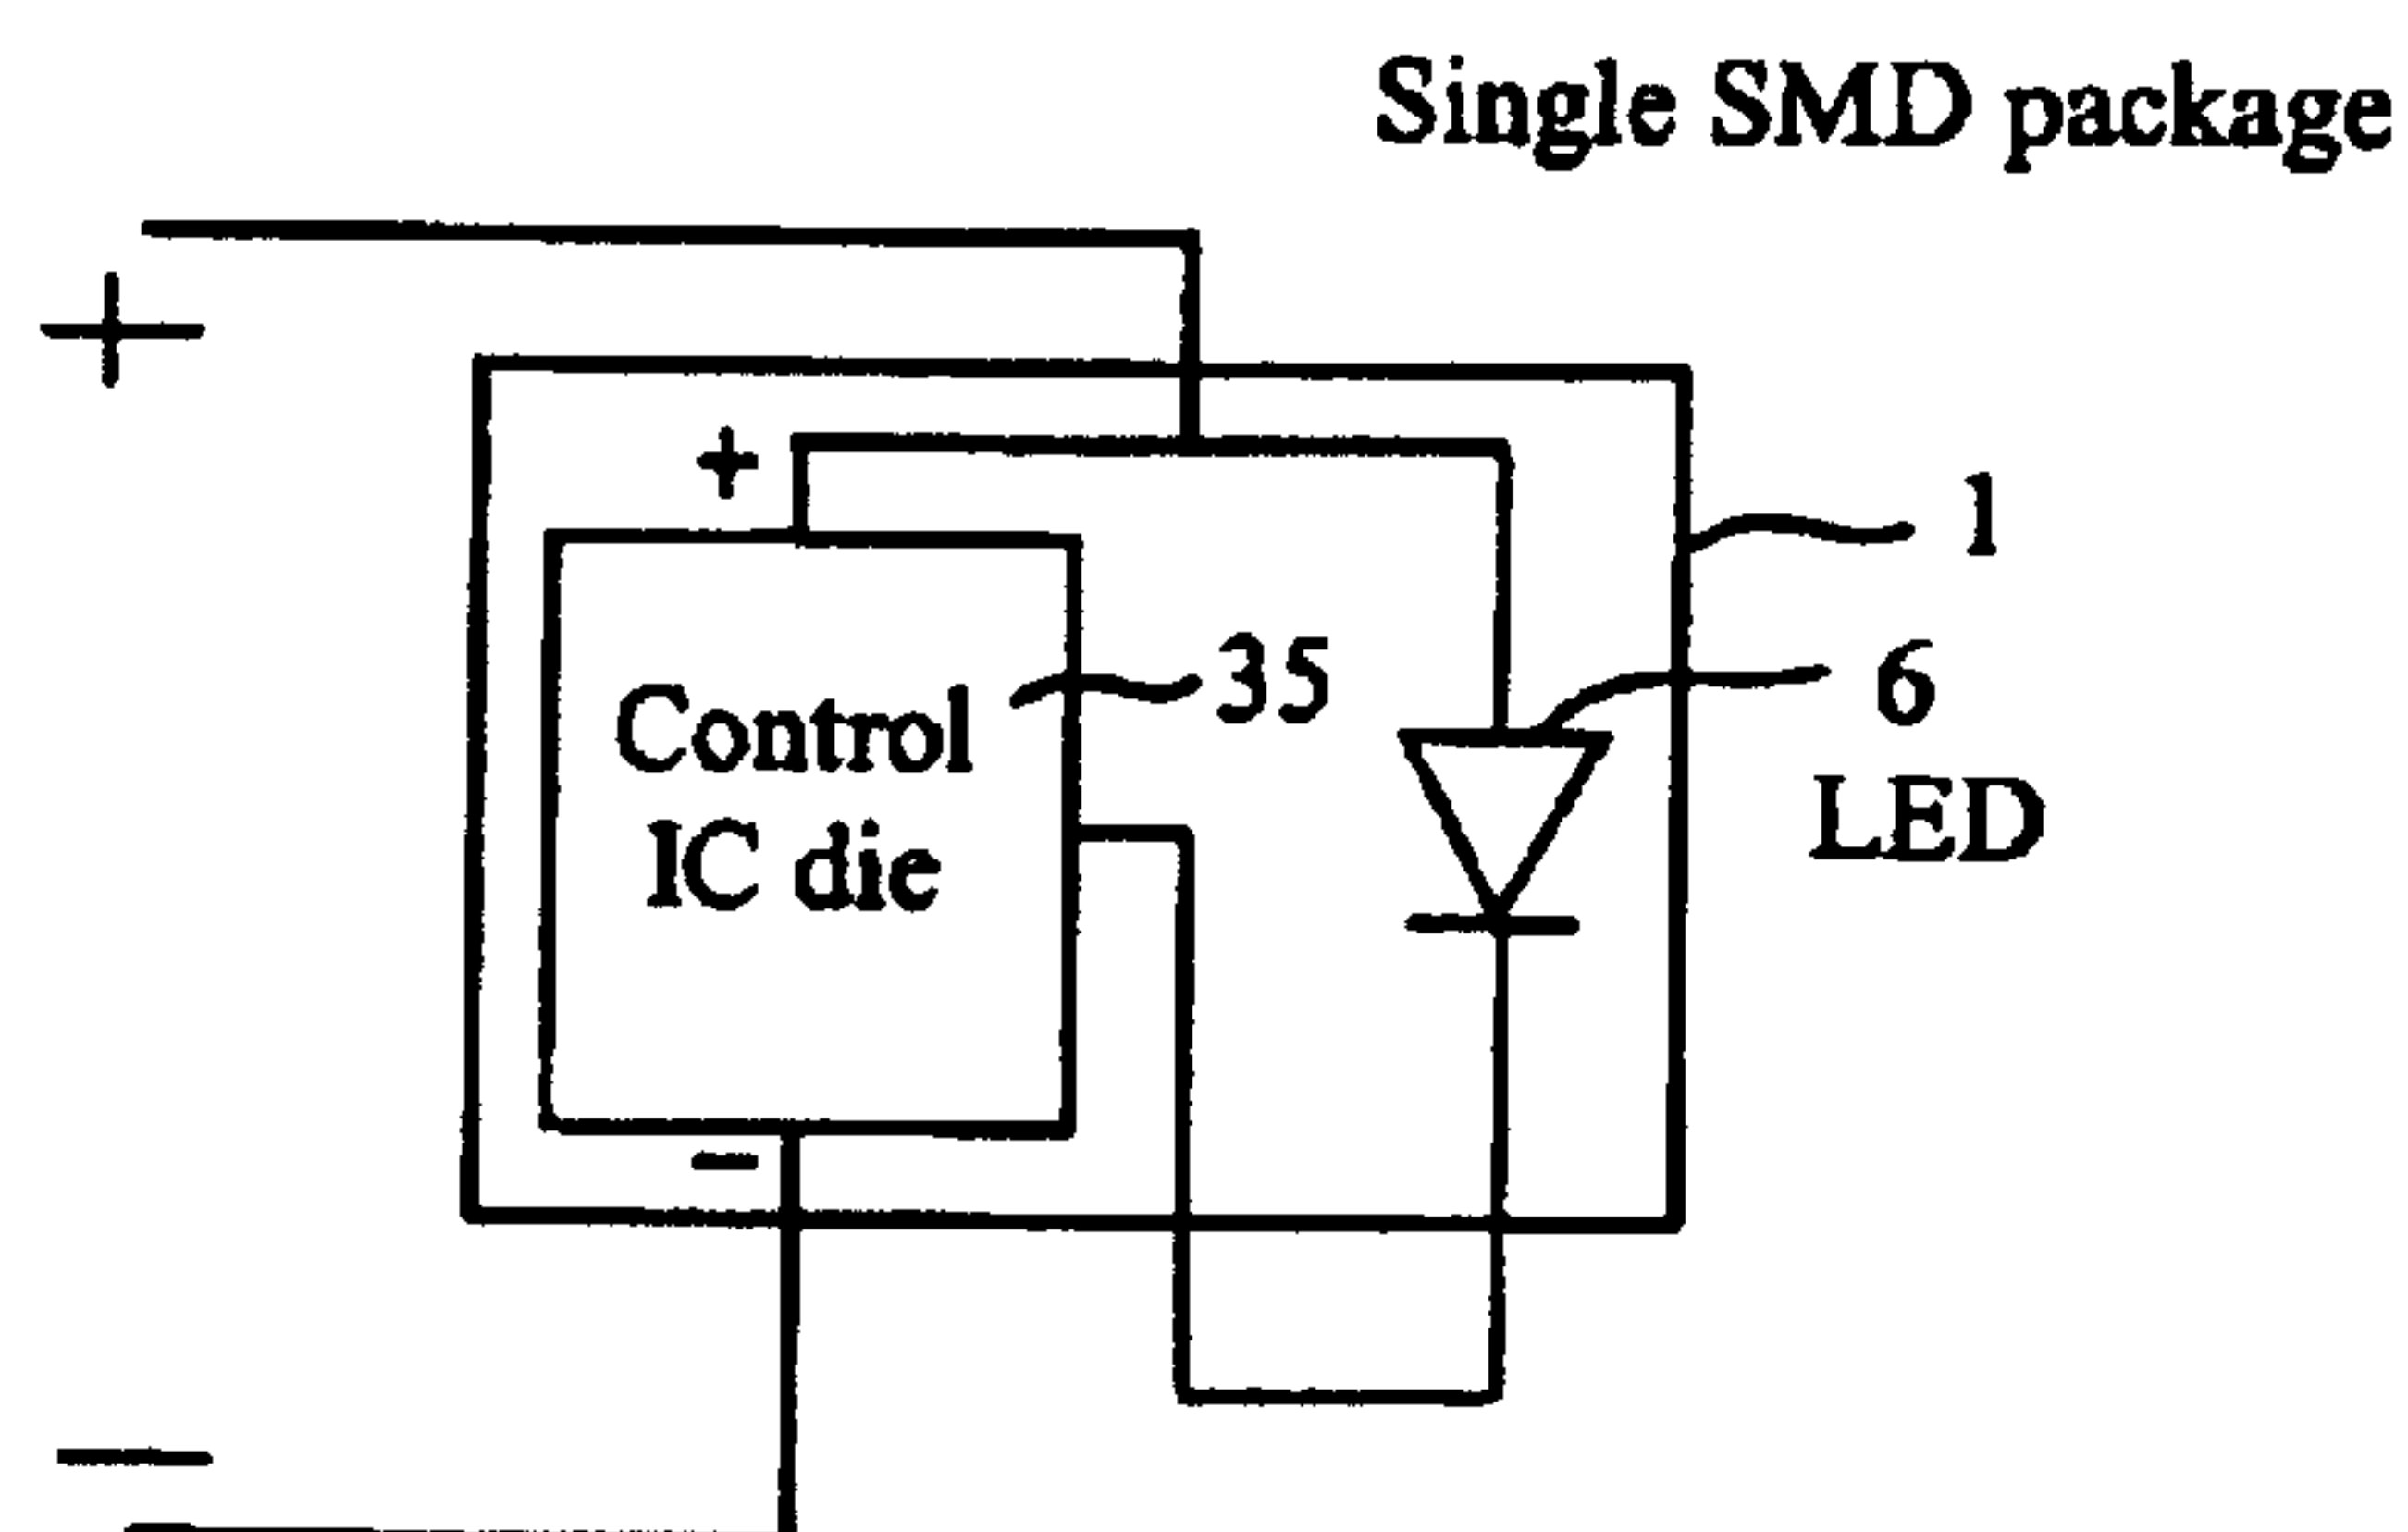 Single SMD package
+
+
1
35
6
LED
Control
IC die
-
-